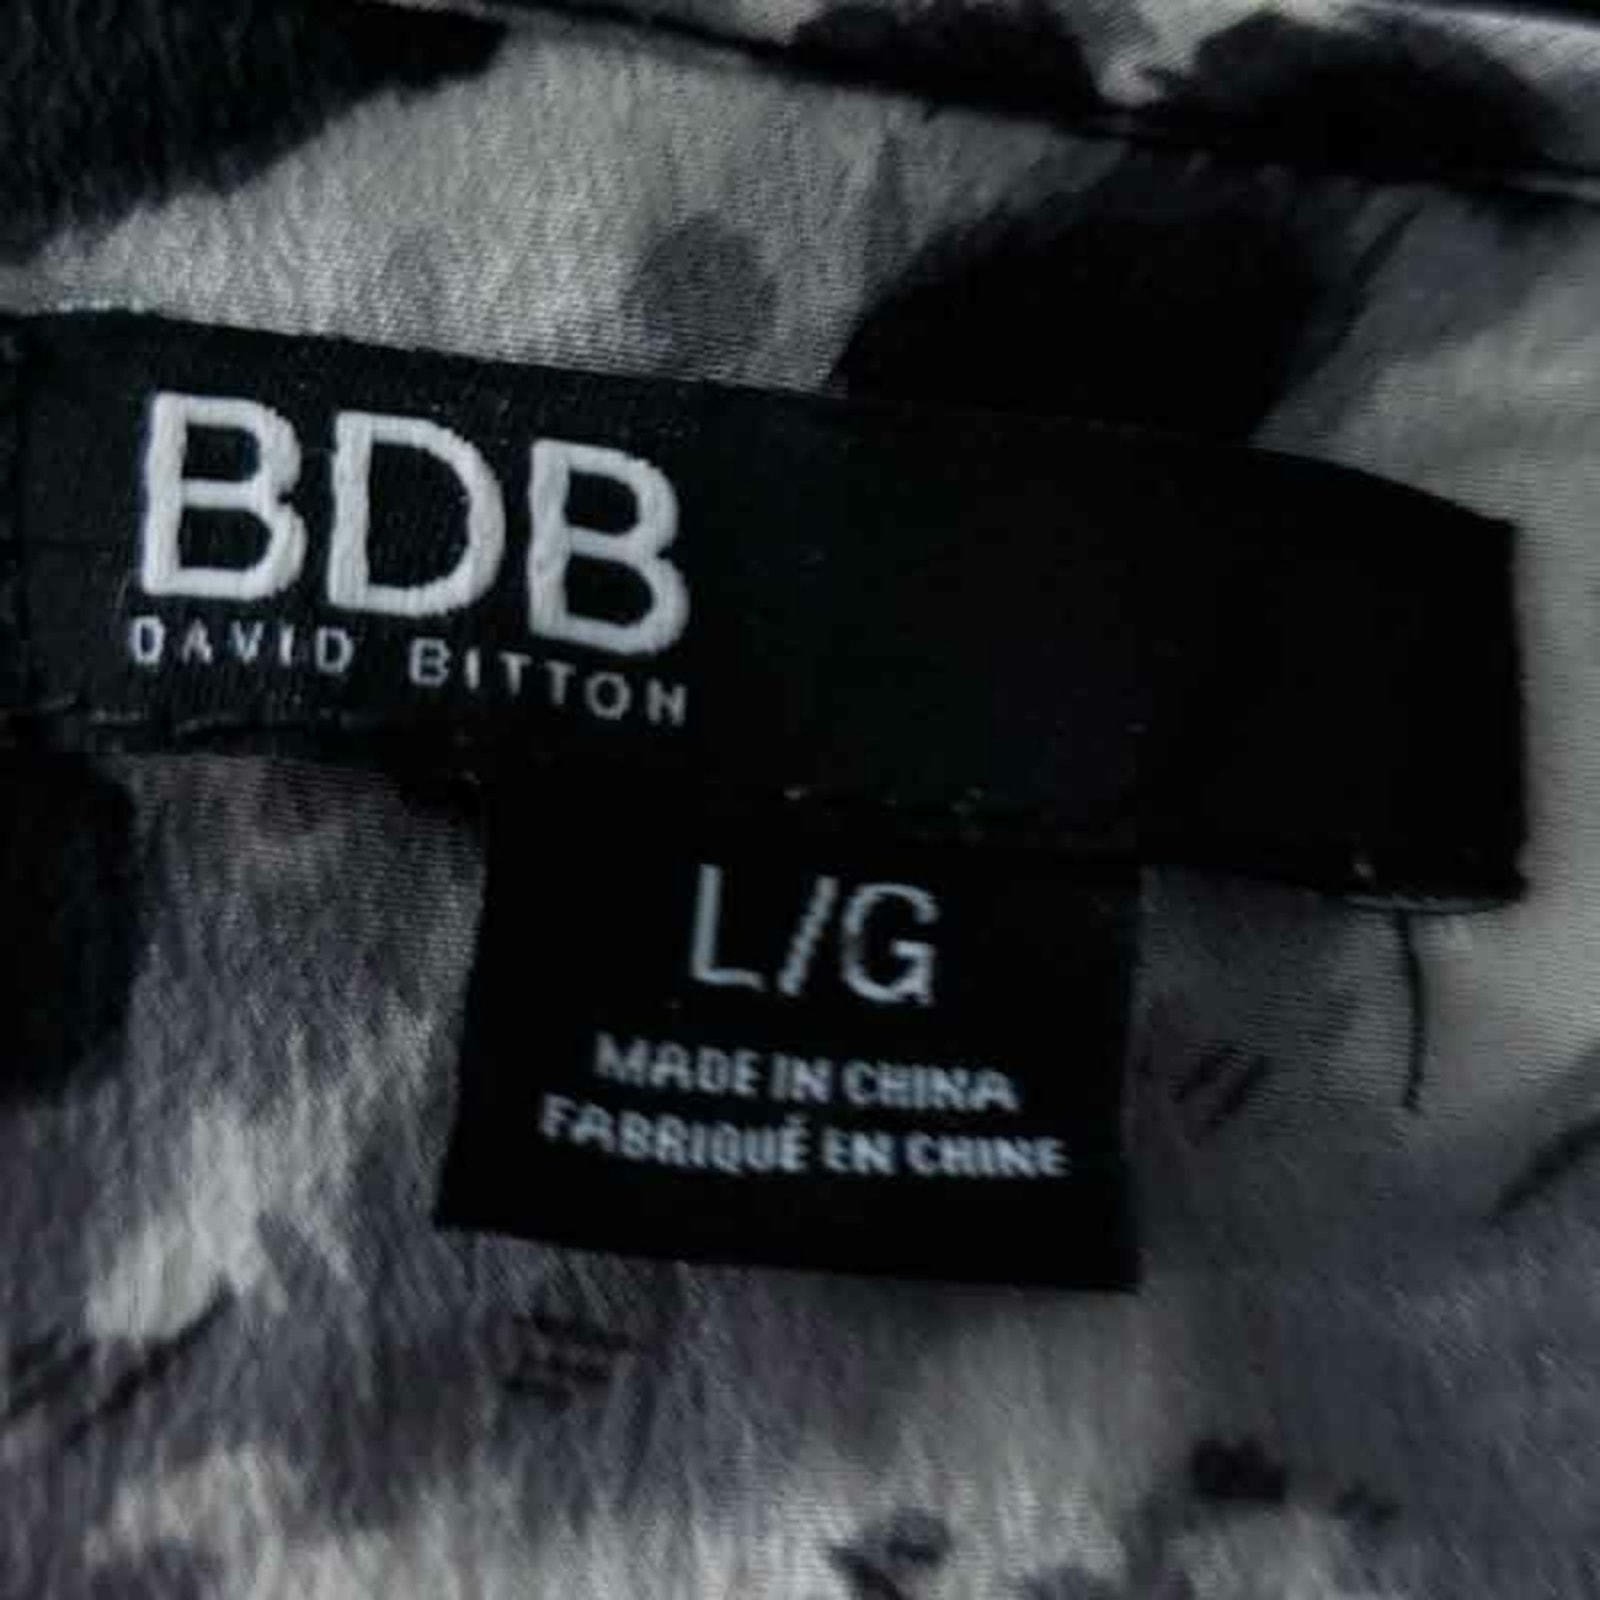 BDB
DAVID BITTON
L/G
MADE IN CHINA
FABRIQUÉ EN CHINE